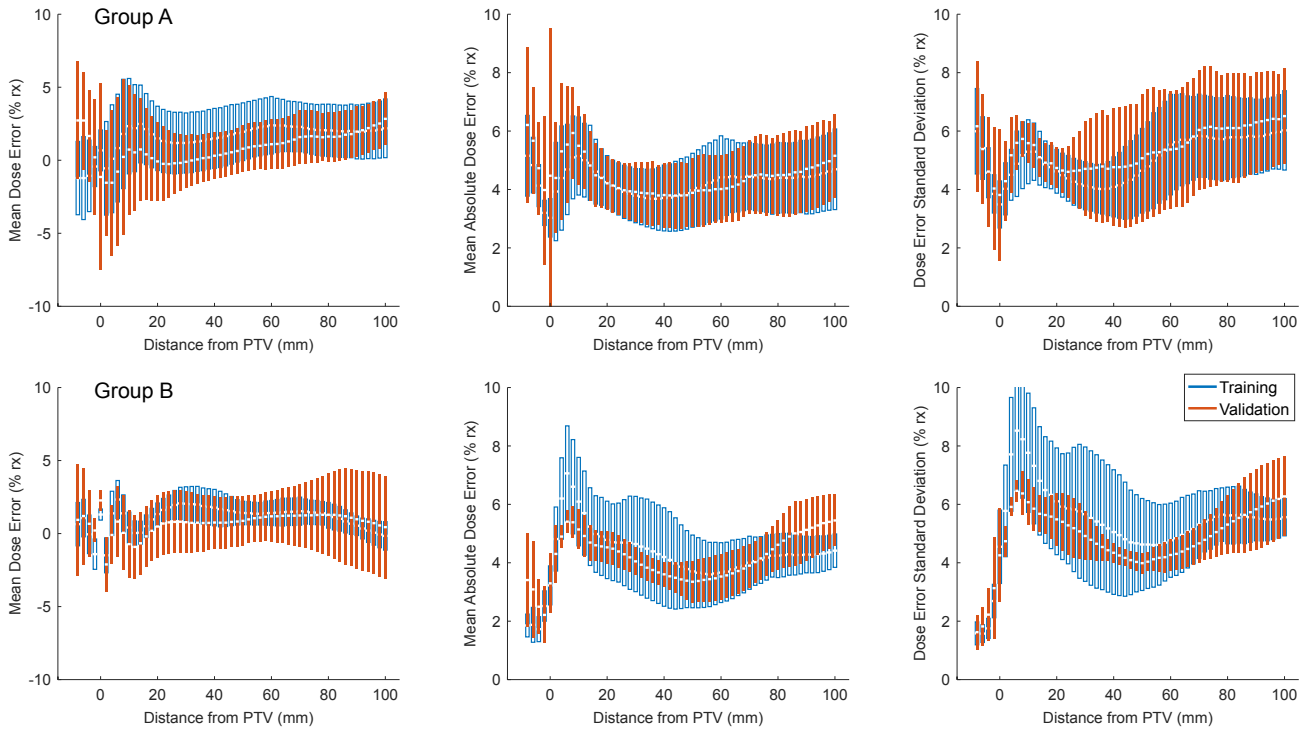 Group A
Mean Dose Error (% rx)
10
5
0
-5
-10
0 20 40 60 80 100
Distance from PTV (mm)
Mean Absolute Dose Error (% rx)
10
8
6
4
2
0
0 20 40 60 80 100
Distance from PTV (mm)
Dose Error Standard Deviation (% rx)
10
8
6
4
2
0
0 20 40 60 80 100
Distance from PTV (mm)
Group B
Mean Dose Error (% rx)
10
5
0
-5
-10
0 20 40 60 80 100
Distance from PTV (mm)
Mean Absolute Dose Error (% rx)
10
8
6
4
2
0
0 20 40 60 80 100
Distance from PTV (mm)
Dose Error Standard Deviation (% rx)
10
8
6
4
2
0
0 20 40 60 80 100
Distance from PTV (mm)
Training
Validation